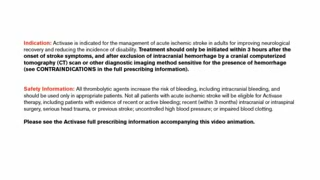 Indication: Activase is indicated for the management of acute ischemic stroke in adults for improving neurological
recovery and reducing the incidence of disability. Treatment should only be initiated within 3 hours after the
onset of stroke symptoms, and after exclusion of intracranial hemorrhage by a cranial computerized
tomography (CT) scan or other diagnostic imaging method sensitive for the presence of hemorrhage
(see CONTRAINDICATIONS in the full prescribing information).
Safety Information: All thrombolytic agents increase the risk of bleeding, including intracranial bleeding, and
should be used only in appropriate patients. Not all patients with acute ischemic stroke will be eligible for Activase
therapy, including patients with evidence of recent or active bleeding; recent (within 3 months) intracranial or intraspinal
surgery, serious head trauma, or previous stroke; uncontrolled high blood pressure; or impaired blood clotting.
Please see the Activase full prescribing information accompanying this video animation.